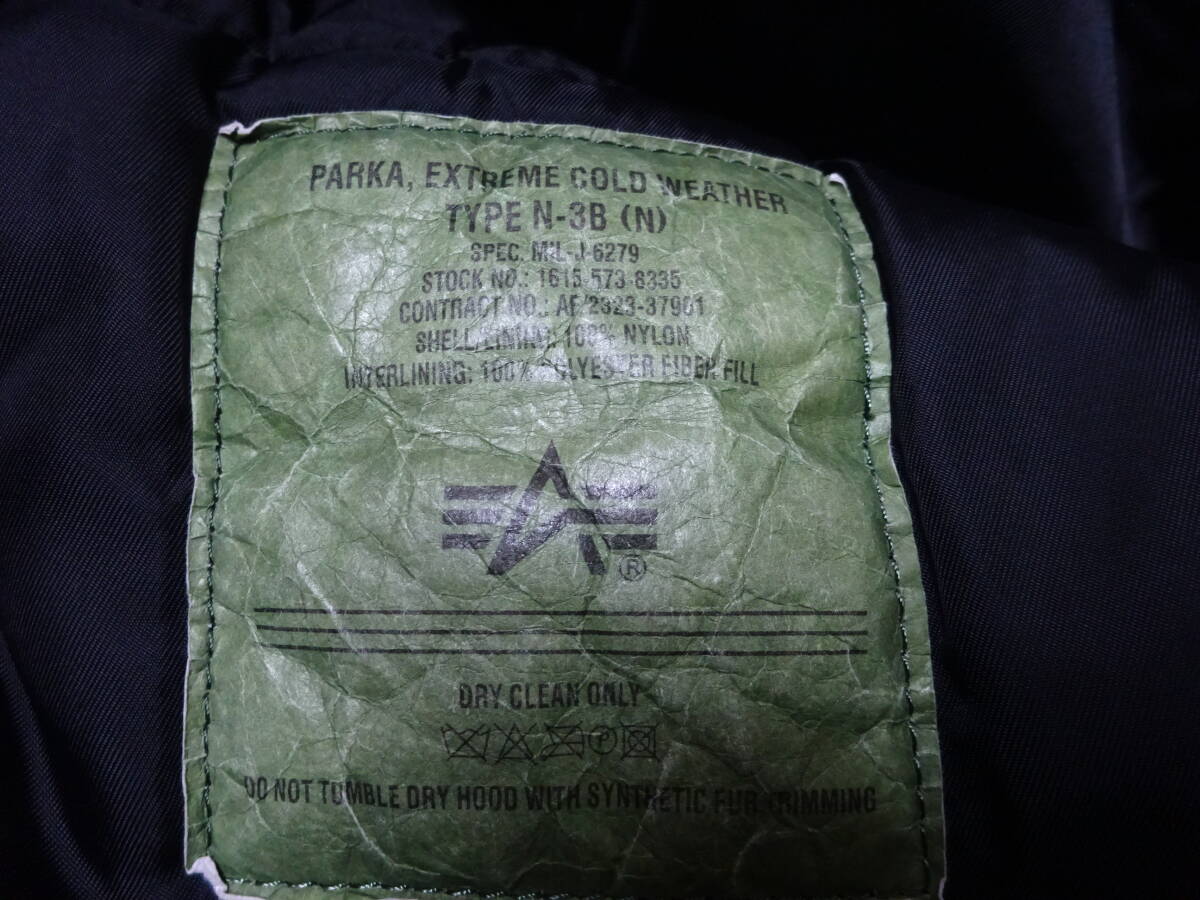 PARKA, EXTREME COLD WEATHER
TYPE N-3B (N)
SPEC. MIL-J-6279
STOCK NO.: 1615-573-8335
CONTRACT NO.: AF/2323-37901
SHELL/LINING: 100% NYLON
INTERLINING: 100% POLYESTER FIBER FILL
®
DRY CLEAN ONLY
P
DO NOT TUMBLE DRY HOOD WITH SYNTHETIC FUR TRIMMING